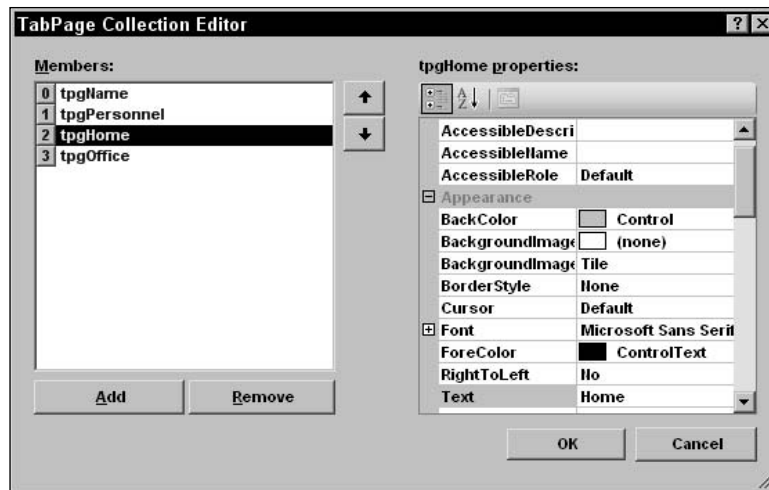 TabPage Collection Editor
? X
Members:
0 tpgName
1 tpgPersonnel
2 tpgHome
3 tpgOffice
Add
Remove
tpgHome properties:
A
Z
AccessibleDescri
AccessibleName
AccessibleRole Default
Appearance
BackColor Control
BackgroundImage (none)
BackgroundImage Tile
BorderStyle None
Cursor Default
Font Microsoft Sans Serif
ForeColor ControlText
RightToLeft No
Text Home
OK
Cancel